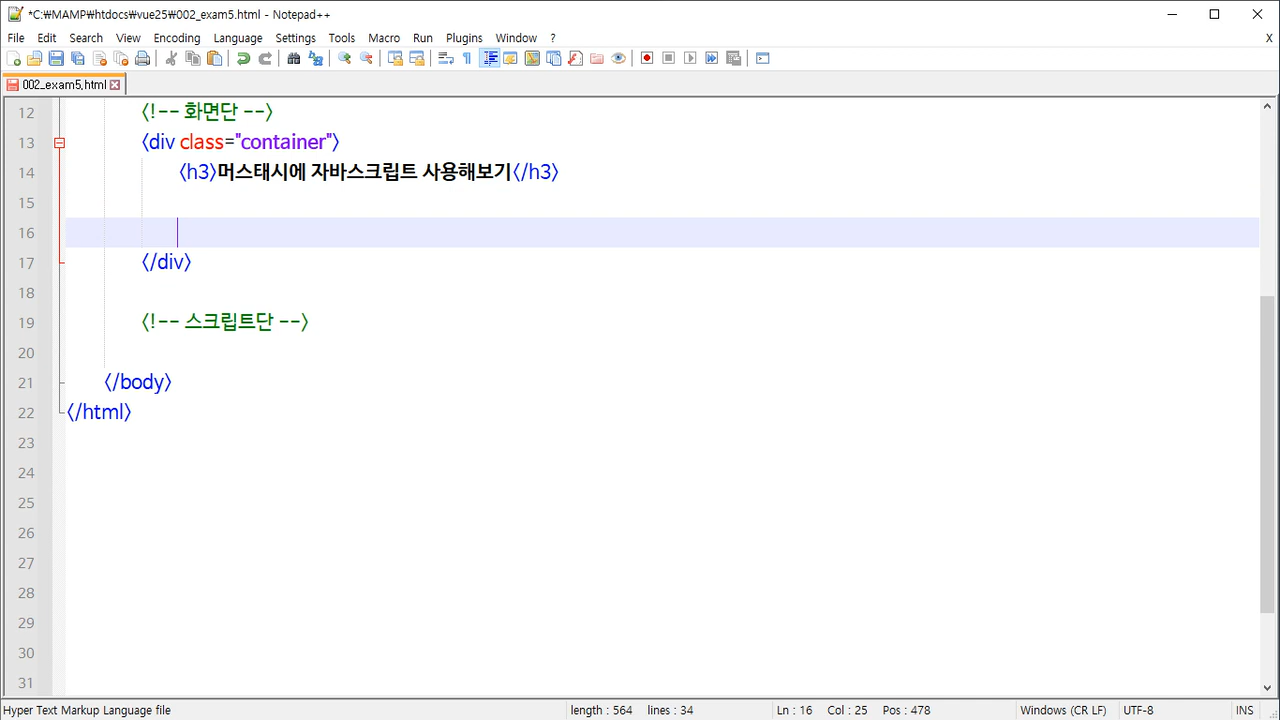 *C:₩MAMP₩htdocs₩vue25₩002_exam5.html - Notepad++
File Edit Search View Encoding Language Settings Tools Macro Run Plugins Window ? X
002_exam5.html
12 <!-- 화면단 -->
13 <div class="container">
14 <h3>머스태시에 자바스크립트 사용해보기</h3>
15
16
17 </div>
18
19 <!-- 스크립트단 -->
20
21 </body>
22 </html>
23
24
25
26
27
28
29
30
31
Hyper Text Markup Language file length : 564 lines : 34 Ln : 16 Col : 25 Pos : 478 Windows (CR LF) UTF-8 INS